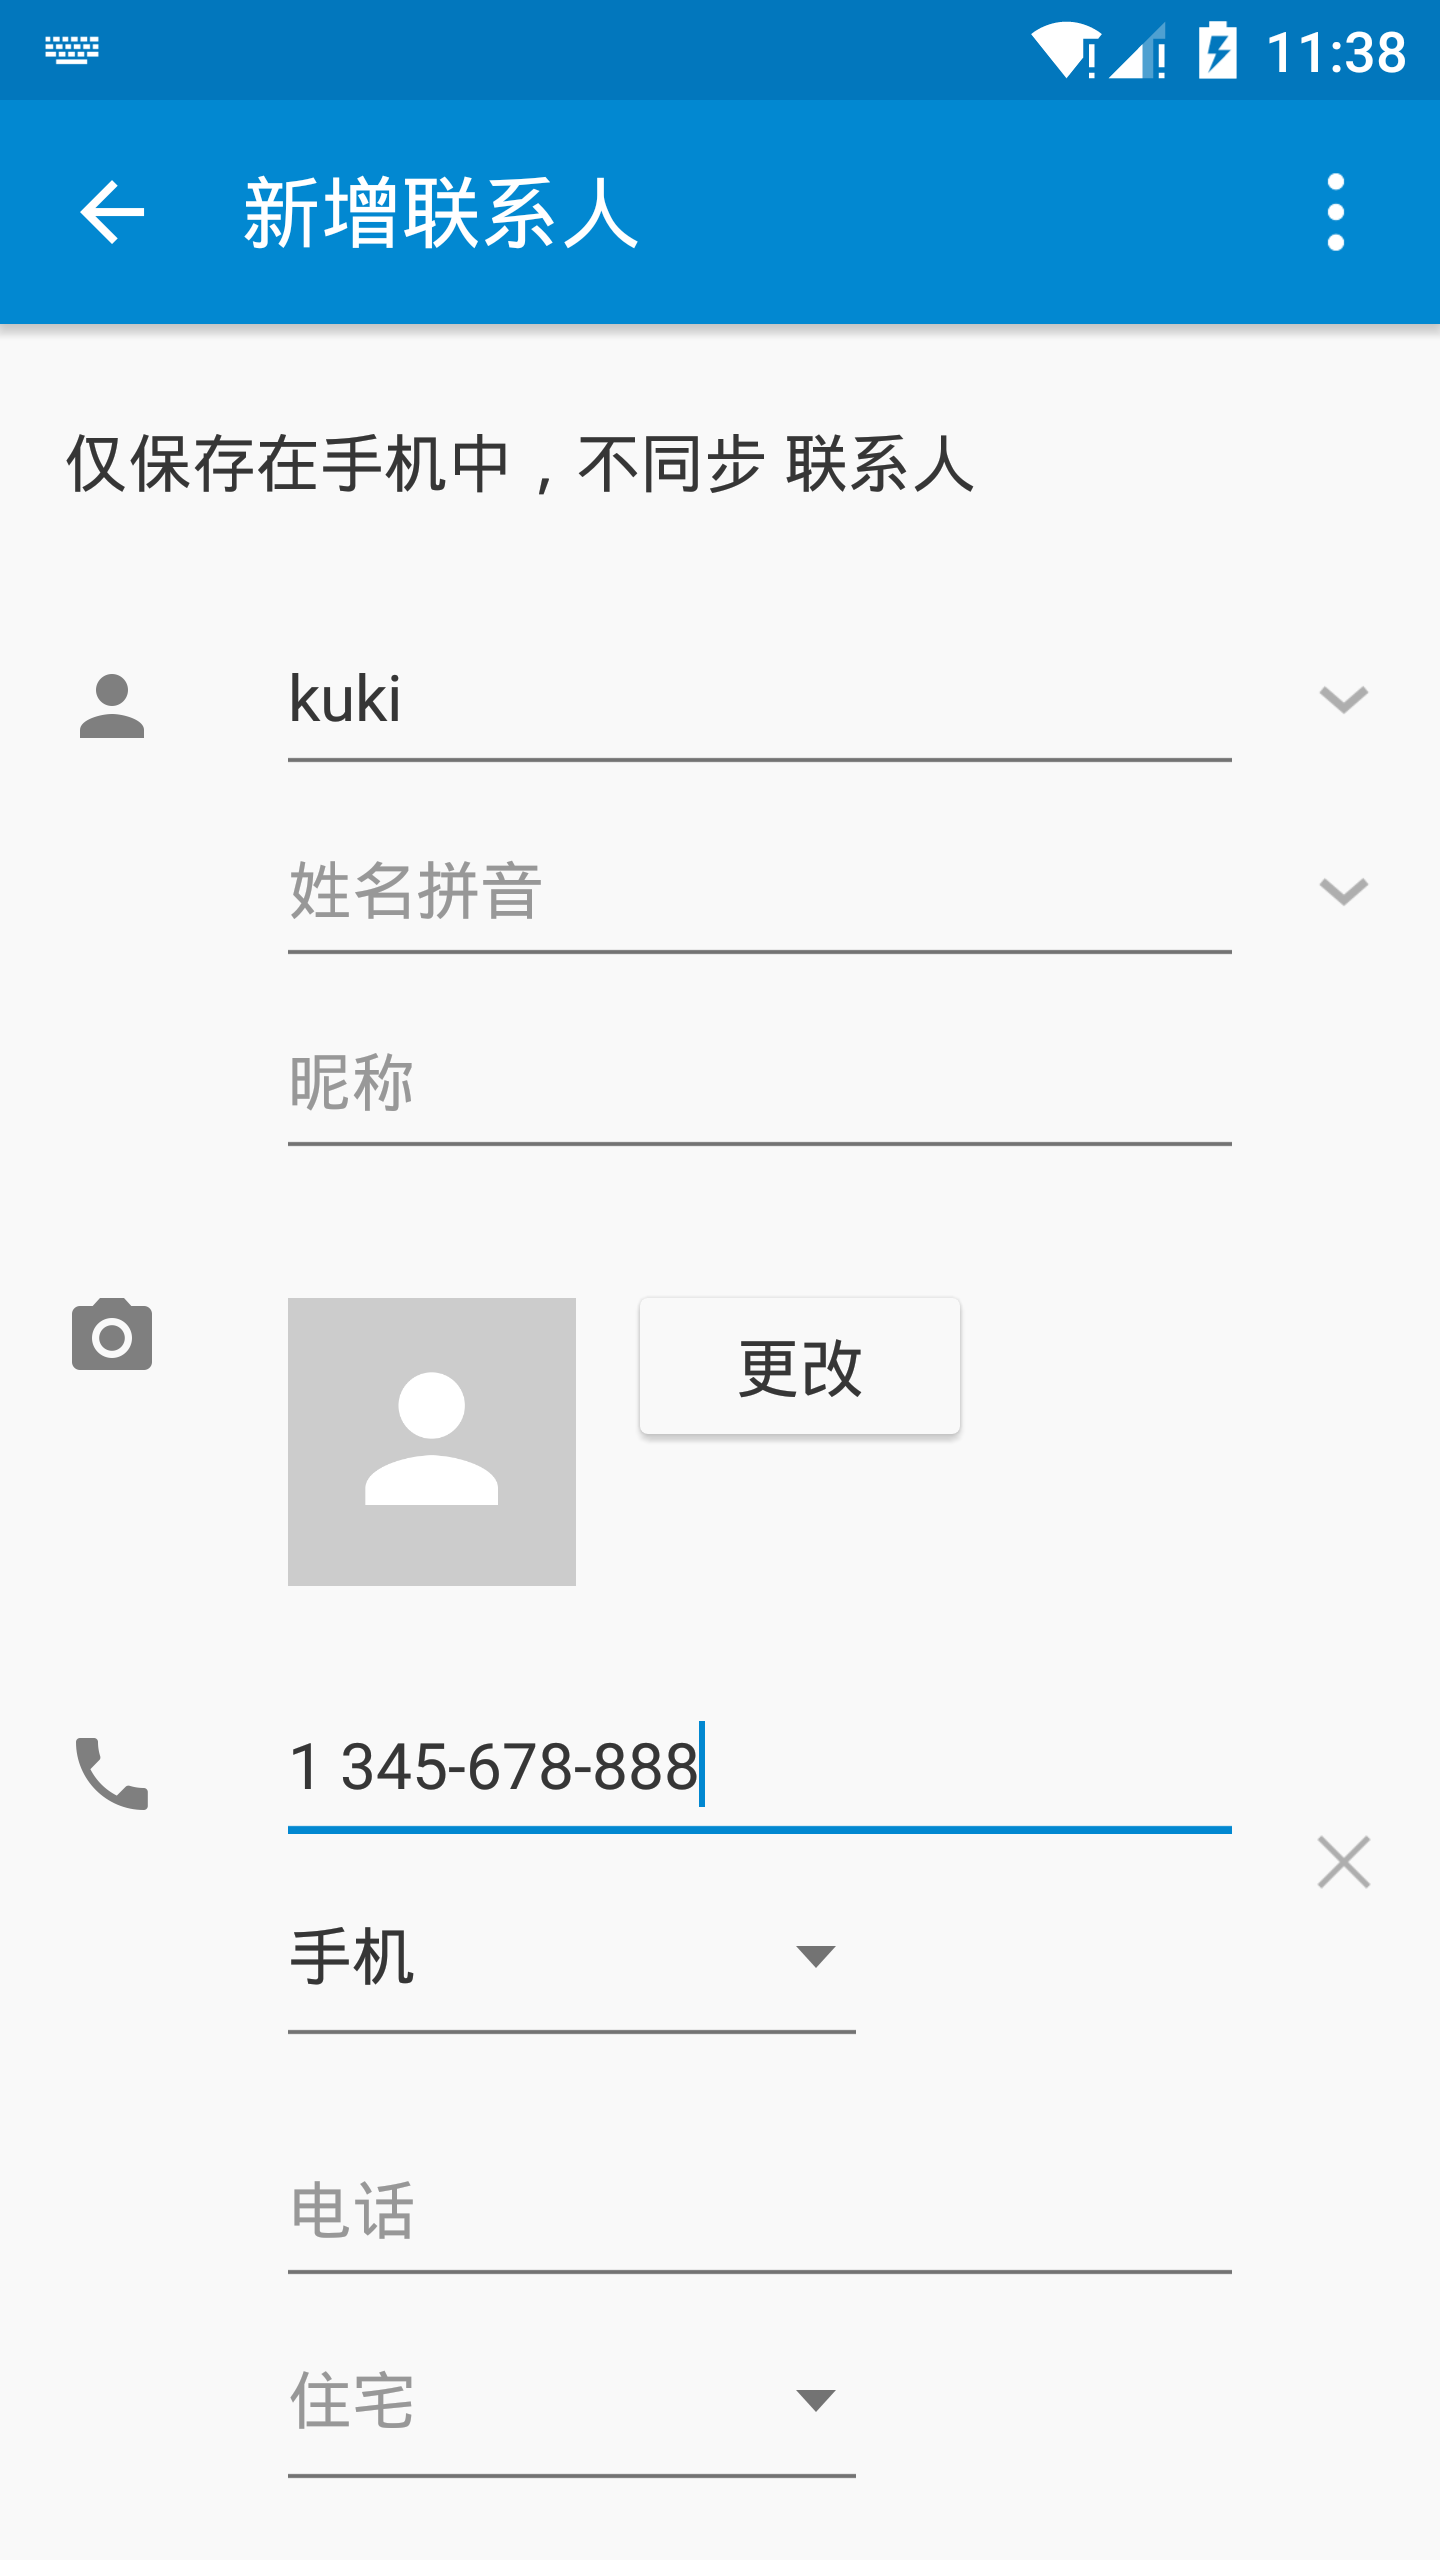 11:38
新增联系人
仅保存在手机中，不同步 联系人
kuki
姓名拼音
昵称
更改
1 345-678-888
手机
电话
住宅